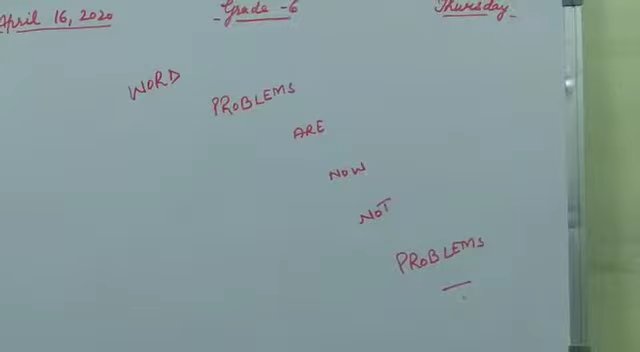 April 16, 2020 - Grade - 6 - Thursday
WORD
PROBLEMS
ARE
NOW
NOT
PROBLEMS